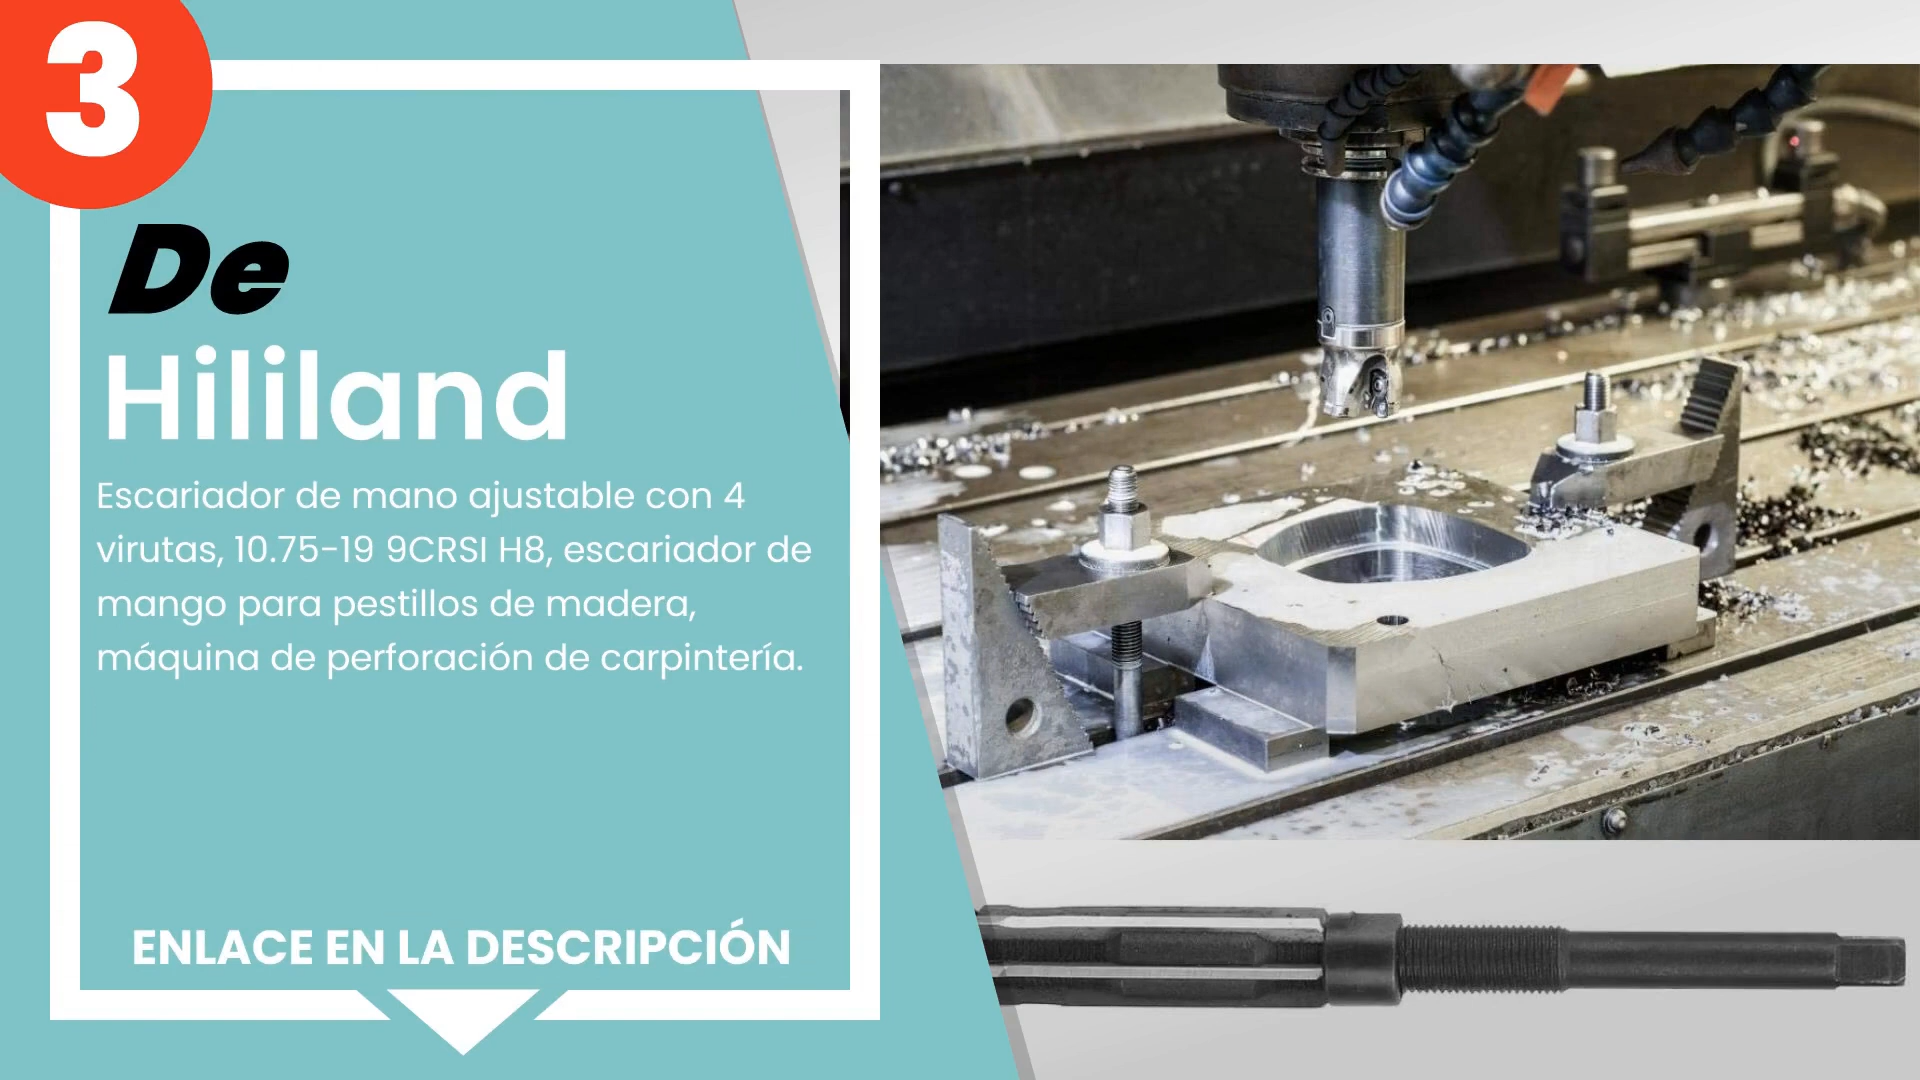 3
De
Hililand
Escariador de mano ajustable con 4
virutas, 10.75-19 9CRSI H8, escariador de
mango para pestillos de madera,
máquina de perforación de carpintería.
ENLACE EN LA DESCRIPCIÓN